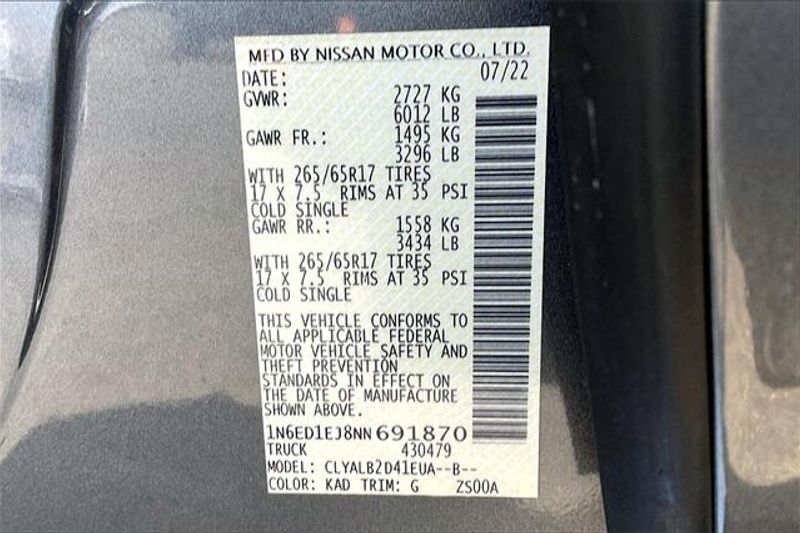 MFD BY NISSAN MOTOR CO., LTD.
DATE: 07/22
GVWR: 2727 KG
6012 LB
GAWR FR.: 1495 KG
3296 LB
WITH 265/65R17 TIRES
17 X 7.5 RIMS AT 35 PSI
COLD SINGLE
GAWR RR.: 1558 KG
3434 LB
WITH 265/65R17 TIRES
17 X 7.5 RIMS AT 35 PSI
COLD SINGLE
THIS VEHICLE CONFORMS TO
ALL APPLICABLE FEDERAL
MOTOR VEHICLE SAFETY AND
THEFT PREVENTION
STANDARDS IN EFFECT ON
THE DATE OF MANUFACTURE
SHOWN ABOVE.
1N6ED1EJ8NN691870
TRUCK 430479
MODEL: CLYALB2D41EUA--B--
COLOR: KAD TRIM: G ZS00A